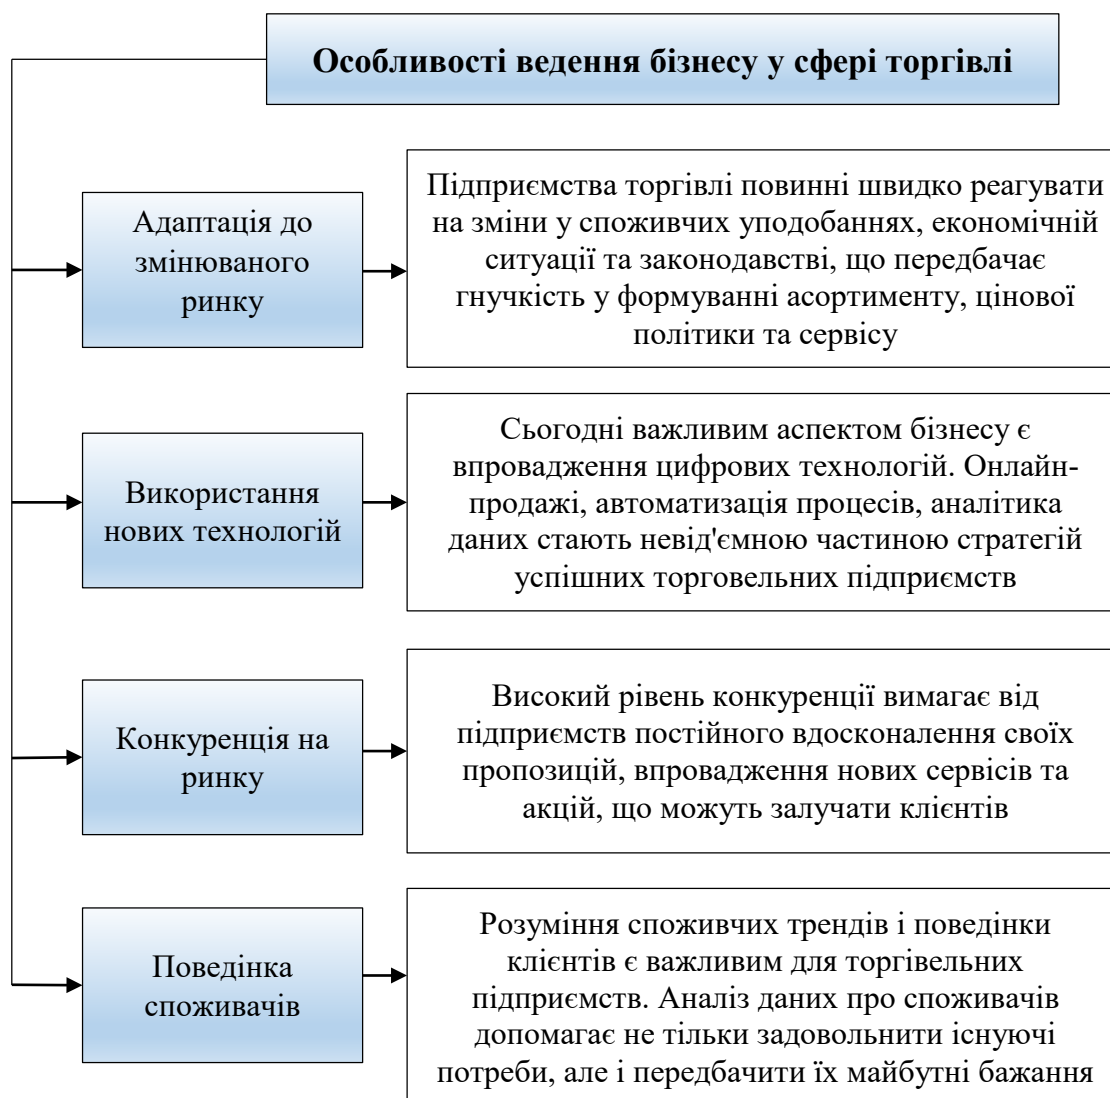 Особливості ведення бізнесу у сфері торгівлі
Адаптація до
змінюваного
ринку
Підприємства торгівлі повинні швидко реагувати
на зміни у споживчих уподобаннях, економічній
ситуації та законодавстві, що передбачає
гнучкість у формуванні асортименту, цінової
політики та сервісу
Використання
нових технологій
Сьогодні важливим аспектом бізнесу є
впровадження цифрових технологій. Онлайн-
продажі, автоматизація процесів, аналітика
даних стають невід'ємною частиною стратегій
успішних торговельних підприємств
Конкуренція на
ринку
Високий рівень конкуренції вимагає від
підприємств постійного вдосконалення своїх
пропозицій, впровадження нових сервісів та
акцій, що можуть залучати клієнтів
Поведінка
споживачів
Розуміння споживчих трендів і поведінки
клієнтів є важливим для торгівельних
підприємств. Аналіз даних про споживачів
допомагає не тільки задовольнити існуючі
потреби, але і передбачити їх майбутні бажання